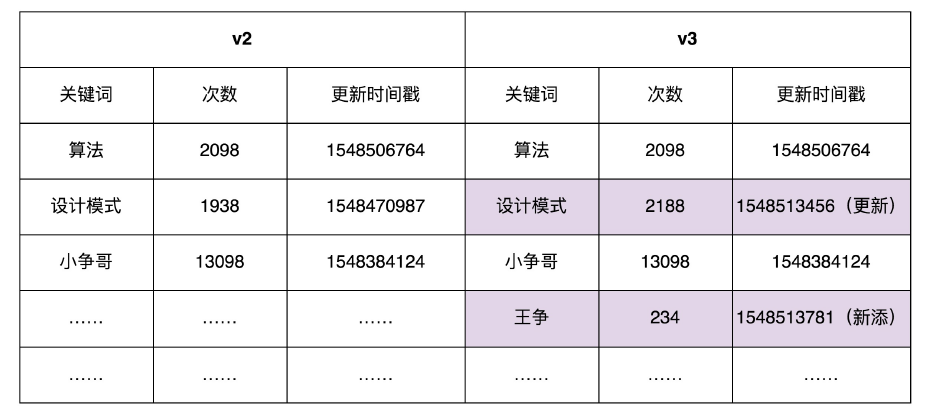 v2 v3
关键词 次数 更新时间戳 关键词 次数 更新时间戳
算法 2098 1548506764 算法 2098 1548506764
设计模式 1938 1548470987 设计模式 2188 1548513456（更新）
小争哥 13098 1548384124 小争哥 13098 1548384124
…… …… …… 王争 234 1548513781（新添）
…… …… …… …… …… ……